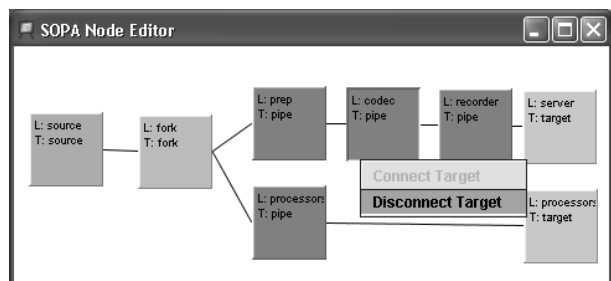 SOPA Node Editor
L: source
T: source
L: fork
T: fork
L: prep
T: pipe
L: codec
T: pipe
L: recorder
T: pipe
L: server
T: target
Connect Target
Disconnect Target
L: processors
T: pipe
L: processors
T: target